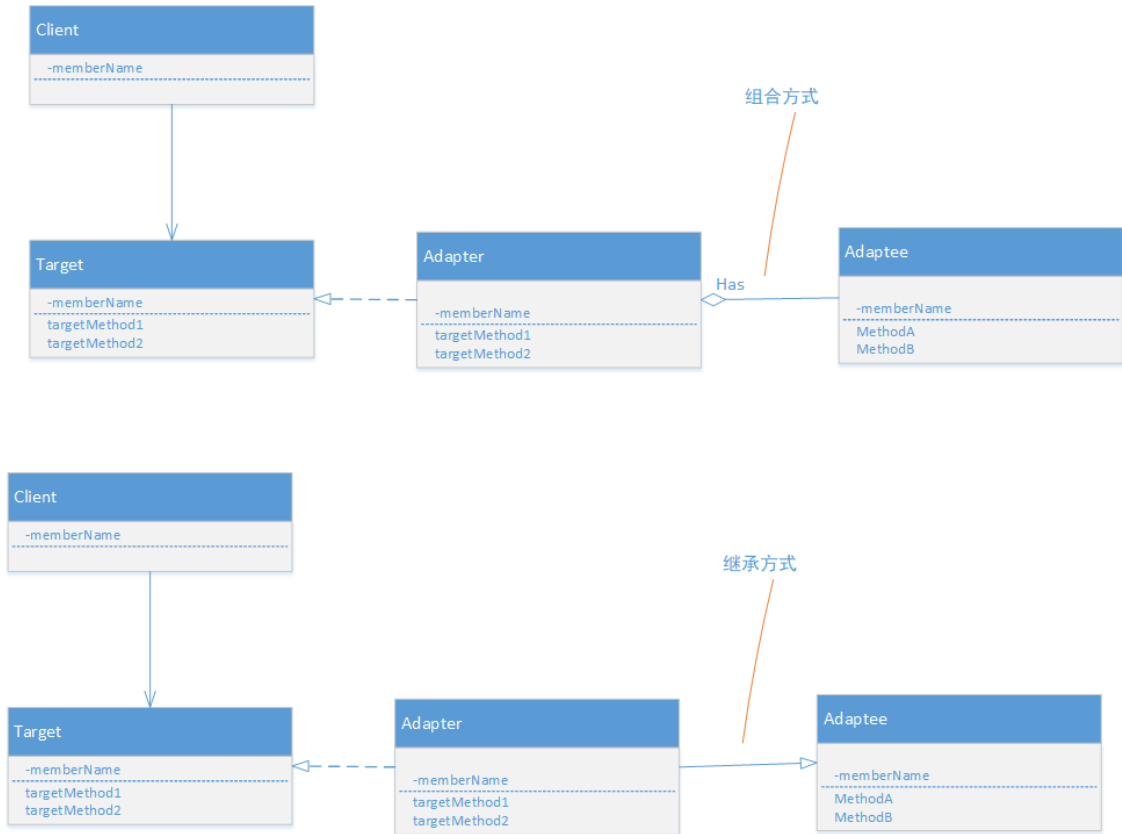 Client
-memberName
组合方式
Target
-memberName
targetMethod1
targetMethod2
Adapter
-memberName
targetMethod1
targetMethod2
Has
Adaptee
-memberName
MethodA
MethodB
Client
-memberName
继承方式
Target
-memberName
targetMethod1
targetMethod2
Adapter
-memberName
targetMethod1
targetMethod2
Adaptee
-memberName
MethodA
MethodB